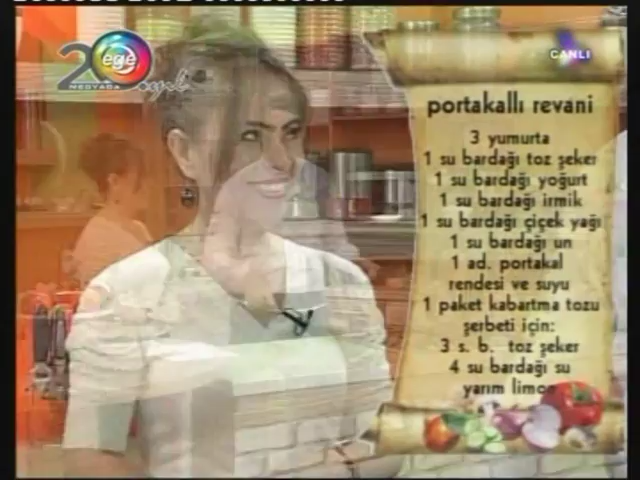 20 ege
MEDYADA
.yıl
CANLI
portakallı revani
3 yumurta
1 su bardağı toz şeker
1 su bardağı yoğurt
1 su bardağı irmik
1 su bardağı çiçek yağı
1 su bardağı un
1 ad. portakal
rendesi ve suyu
1 paket kabartma tozu
şerbeti için:
3 s. b. toz şeker
4 su bardağı su
yarım limon